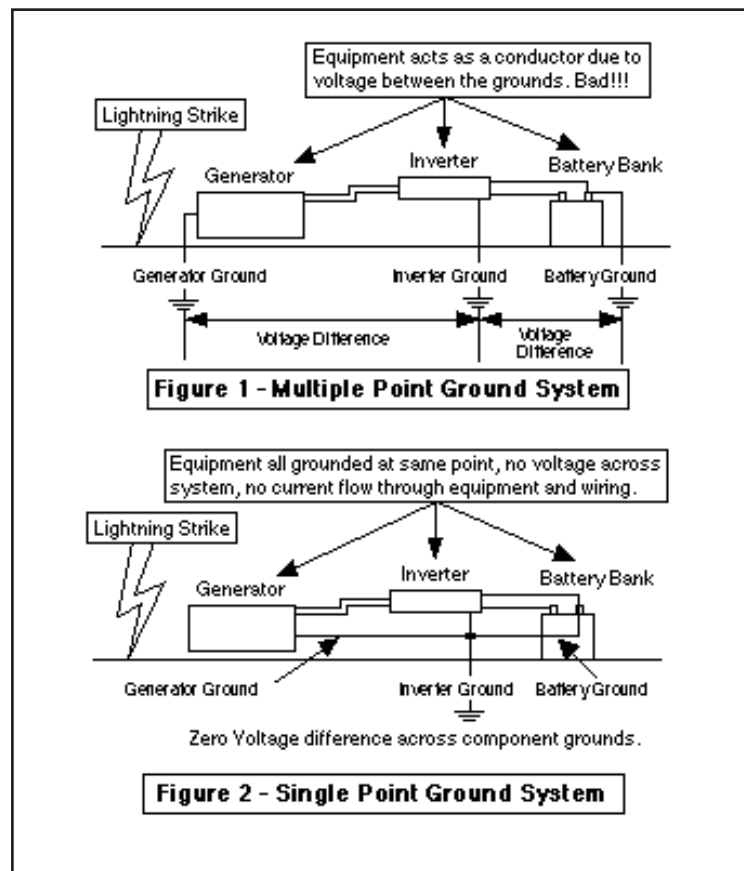 Equipment acts as a conductor due to
voltage between the grounds. Bad!!!
Lightning Strike
Generator
Inverter
Battery Bank
Generator Ground
Inverter Ground
Battery Ground
Voltage Difference
Voltage
Difference
Figure 1 - Multiple Point Ground System
Equipment all grounded at same point, no voltage across
system, no current flow through equipment and wiring.
Lightning Strike
Generator
Inverter
Battery Bank
Generator Ground
Inverter Ground
Battery Ground
Zero Voltage difference across component grounds.
Figure 2 - Single Point Ground System